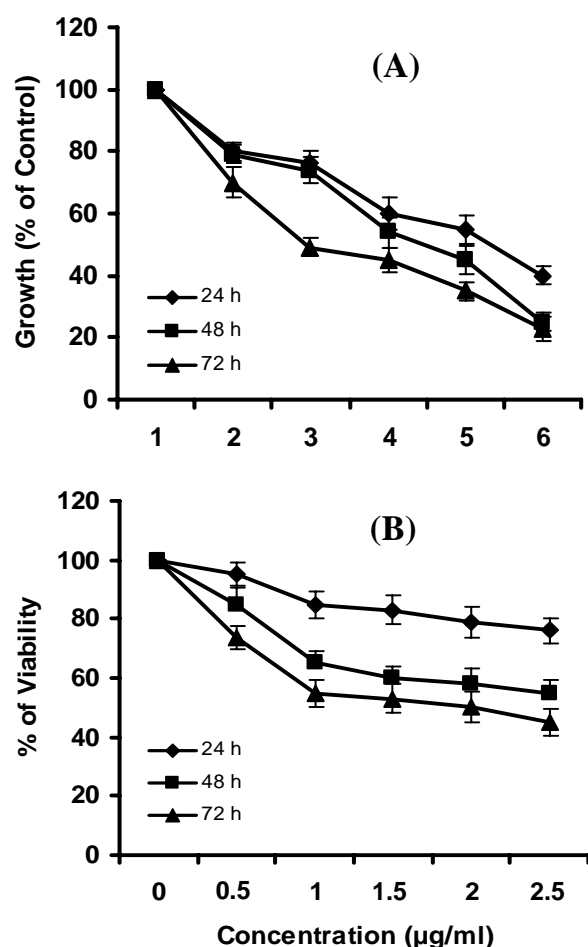 (A)
Growth (% of Control)
120
100
80
60
40
20
0
24 h
48 h
72 h
1 2 3 4 5 6
(B)
% of Viability
120
100
80
60
40
20
0
24 h
48 h
72 h
0 0.5 1 1.5 2 2.5
Concentration (µg/ml)